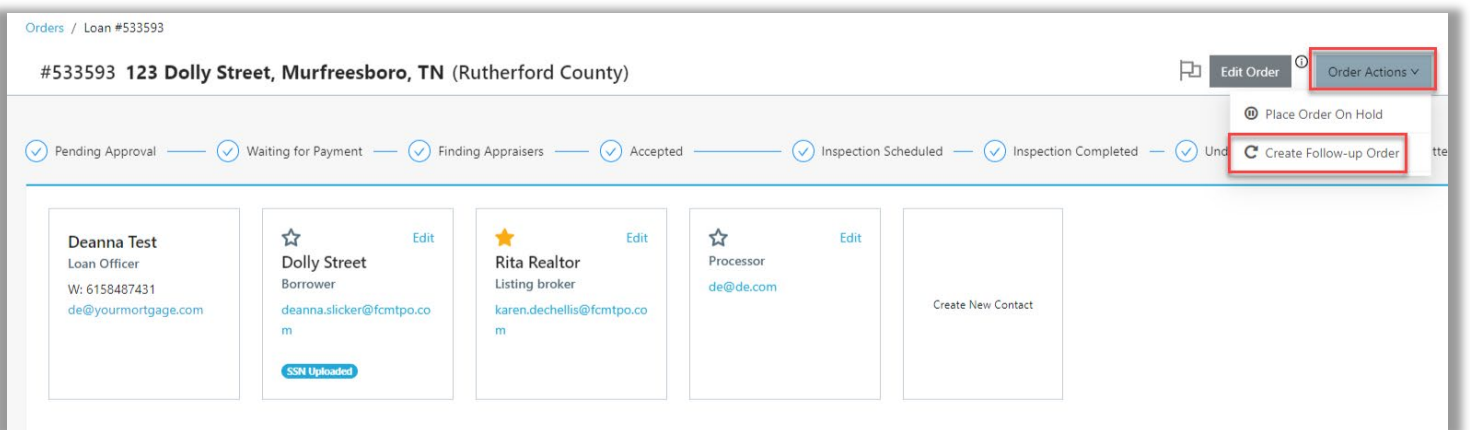 Orders / Loan #533593
#533593 123 Dolly Street, Murfreesboro, TN (Rutherford County)
Edit Order
Order Actions
Place Order On Hold
Create Follow-up Order
Pending Approval
Waiting for Payment
Finding Appraisers
Accepted
Inspection Scheduled
Inspection Completed
Deanna Test
Loan Officer
W: 6158487431
de@yourmortgage.com
Edit
Dolly Street
Borrower
deanna.slicker@fcmtpo.co
m
SSN Uploaded
Edit
Rita Realtor
Listing broker
karen.dechellis@fcmtpo.co
m
Edit
Processor
de@de.com
Create New Contact